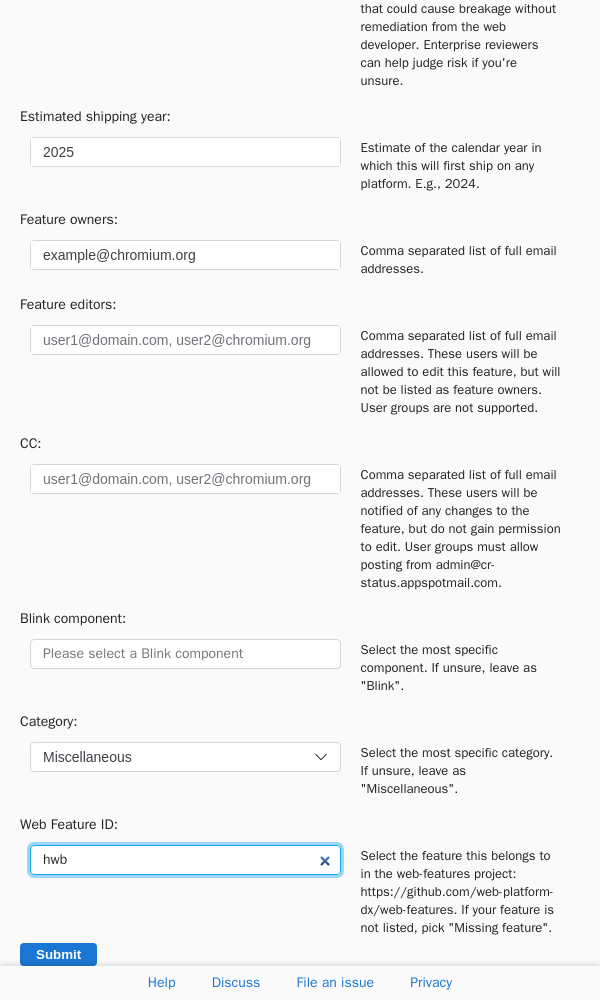 that could cause breakage without
remediation from the web
developer. Enterprise reviewers
can help judge risk if you're
unsure.
Estimated shipping year:
2025
Estimate of the calendar year in
which this will first ship on any
platform. E.g., 2024.
Feature owners:
example@chromium.org
Comma separated list of full email
addresses.
Feature editors:
user1@domain.com, user2@chromium.org
Comma separated list of full email
addresses. These users will be
allowed to edit this feature, but will
not be listed as feature owners.
User groups are not supported.
CC:
user1@domain.com, user2@chromium.org
Comma separated list of full email
addresses. These users will be
notified of any changes to the
feature, but do not gain permission
to edit. User groups must allow
posting from admin@cr-
status.appspotmail.com.
Blink component:
Please select a Blink component
Select the most specific
component. If unsure, leave as
"Blink".
Category:
Miscellaneous
Select the most specific category.
If unsure, leave as
"Miscellaneous".
Web Feature ID:
hwb
Select the feature this belongs to
in the web-features project:
https://github.com/web-platform-
dx/web-features. If your feature is
not listed, pick "Missing feature".
Submit
Help
Discuss
File an issue
Privacy